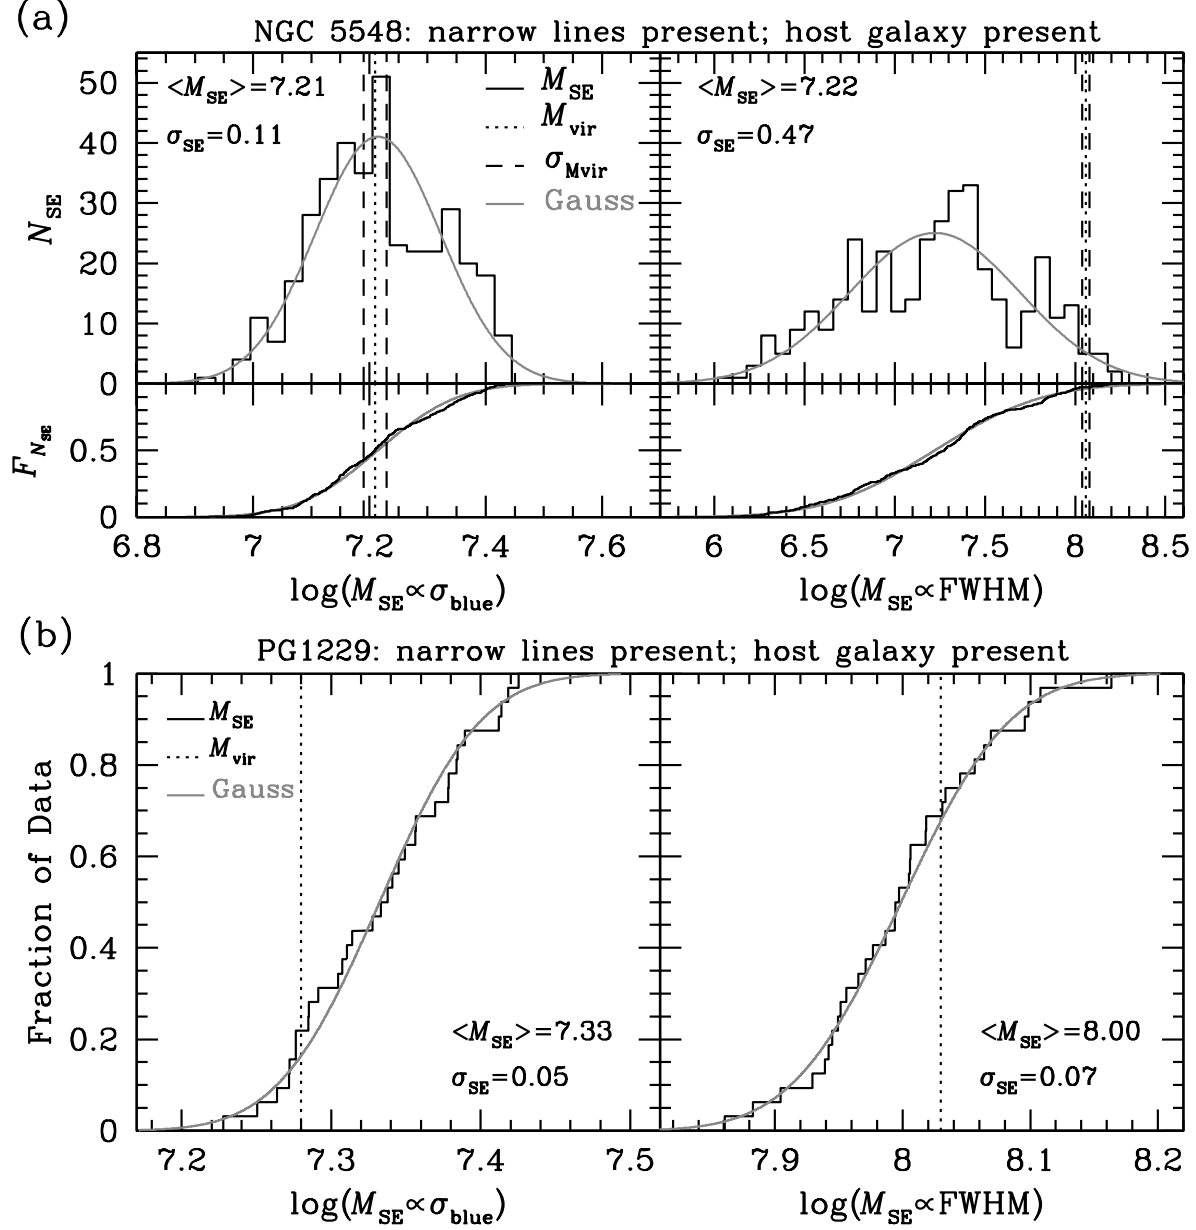 (a)
NGC 5548: narrow lines present; host galaxy present
<M_SE>=7.21
σ_SE=0.11
M_SE
M_vir
σ_Mvir
Gauss
<M_SE>=7.22
σ_SE=0.47
N_SE
50
40
30
20
10
0
F_N_SE
0.5
0
6.8 7 7.2 7.4 7.6
6 6.5 7 7.5 8 8.5
log(M_SE∝σ_blue)
log(M_SE∝FWHM)
(b)
PG1229: narrow lines present; host galaxy present
M_SE
M_vir
Gauss
Fraction of Data
1
0.8
0.6
0.4
0.2
0
<M_SE>=7.33
σ_SE=0.05
<M_SE>=8.00
σ_SE=0.07
7.2 7.3 7.4 7.5
7.9 8 8.1 8.2
log(M_SE∝σ_blue)
log(M_SE∝FWHM)